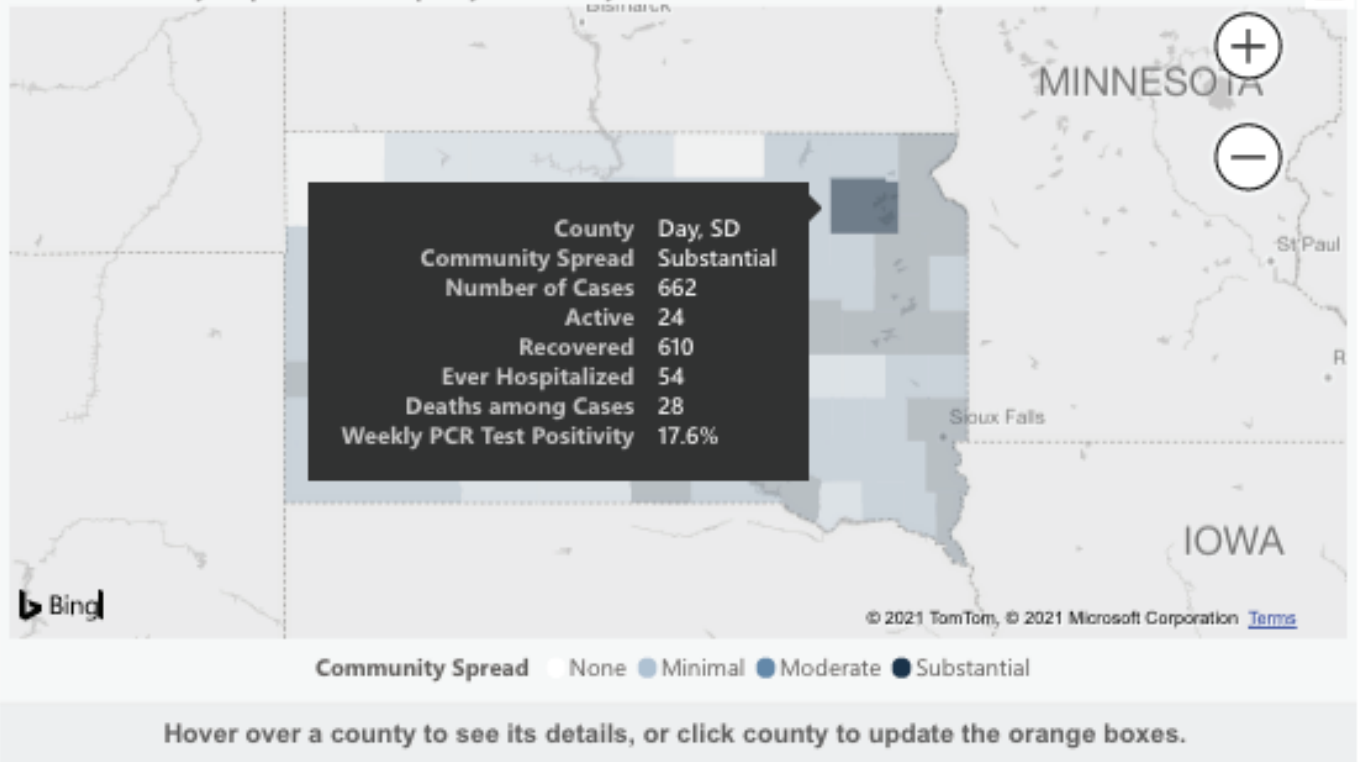 Bismarck
MINNESOTA
County Day, SD
Community Spread Substantial
Number of Cases 662
Active 24
Recovered 610
Ever Hospitalized 54
Deaths among Cases 28
Weekly PCR Test Positivity 17.6%
St Paul
R
Sioux Falls
IOWA
Bing
© 2021 TomTom, © 2021 Microsoft Corporation Terms
Community Spread None Minimal Moderate Substantial
Hover over a county to see its details, or click county to update the orange boxes.